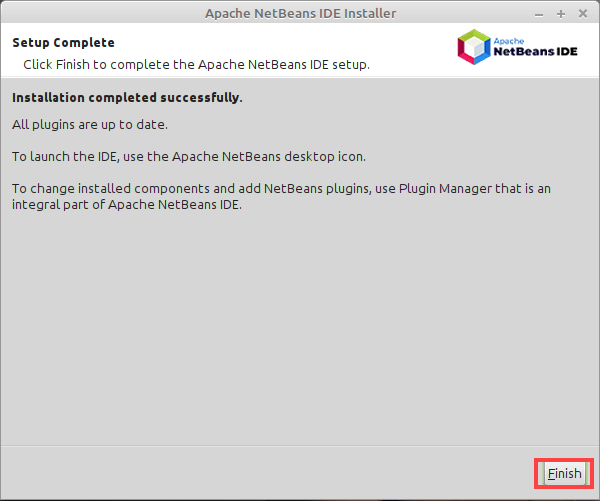 Apache NetBeans IDE Installer
Setup Complete
Click Finish to complete the Apache NetBeans IDE setup.
Apache
NetBeans IDE
Installation completed successfully.
All plugins are up to date.
To launch the IDE, use the Apache NetBeans desktop icon.
To change installed components and add NetBeans plugins, use Plugin Manager that is an
integral part of Apache NetBeans IDE.
Finish